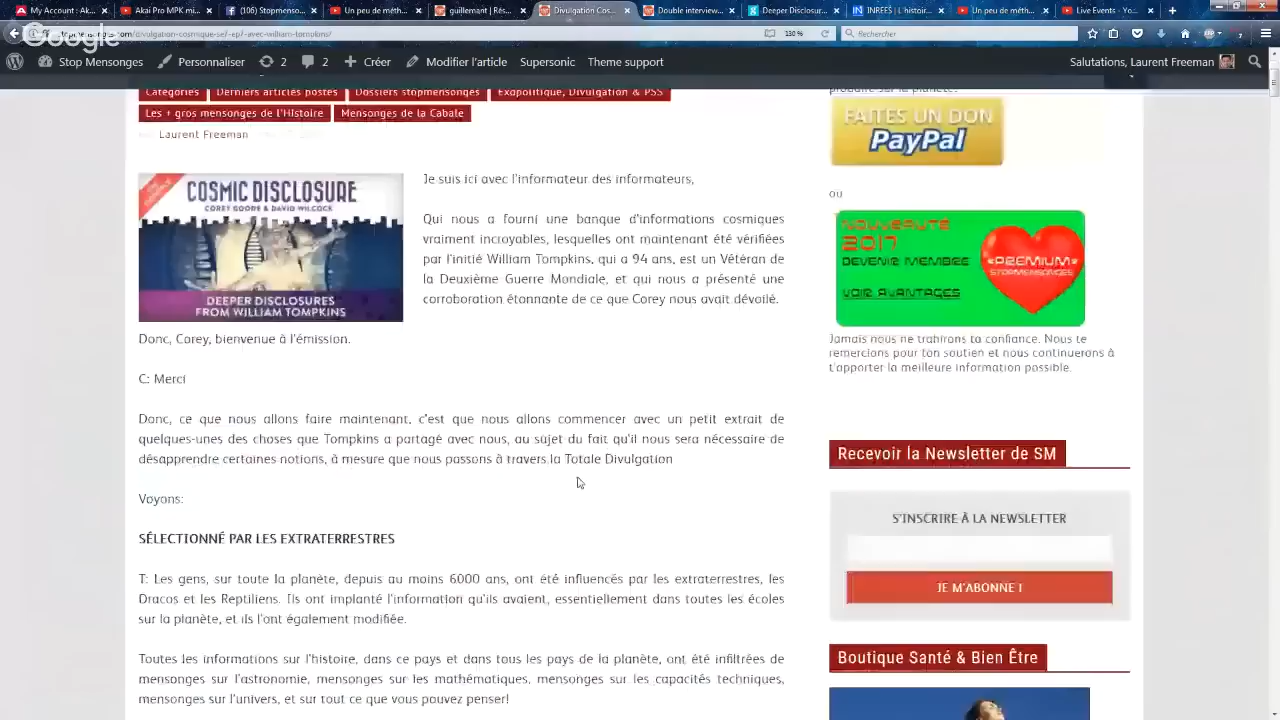 My Account : Ak...
Akai Pro MPK mi...
(106) Stopmenso...
Un peu de méth...
guillemant | Rés...
Divulgation Cos...
Double interview...
Deeper Disclosur...
INREES | L'histoir...
Un peu de méth...
Live Events - Yo...
Google
.com/divulgation-cosmique-se/-ep/-avec-william-tompkins/
130 %
Rechercher
Stop Mensonges
Personnaliser
2
2
Créer
Modifier l'article
Supersonic
Theme support
Salutations, Laurent Freeman
Catégories
Derniers articles postés
Dossiers stopmensonges
Exopolitique, Divulgation & PSS
Les + gros mensonges de l'Histoire
Mensonges de la Cabale
Laurent Freeman
COSMIC DISCLOSURE
COREY GOODE & DAVID WILCOCK
DEEPER DISCLOSURES
FROM WILLIAM TOMPKINS
Je suis ici avec l'informateur des informateurs,
Qui nous a fourni une banque d'informations cosmiques
vraiment incroyables, lesquelles ont maintenant été vérifiées
par l'initié William Tompkins, qui a 94 ans, est un Vétéran de
la Deuxième Guerre Mondiale, et qui nous a présenté une
corroboration étonnante de ce que Corey nous avait dévoilé.
Donc, Corey, bienvenue à l'émission.
C: Merci
Donc, ce que nous allons faire maintenant, c'est que nous allons commencer avec un petit extrait de
quelques-unes des choses que Tompkins a partagé avec nous, au sujet du fait qu'il nous sera nécessaire de
désapprendre certaines notions, à mesure que nous passons à travers la Totale Divulgation
Voyons:
SÉLECTIONNÉ PAR LES EXTRATERRESTRES
T: Les gens, sur toute la planète, depuis au moins 6000 ans, ont été influencés par les extraterrestres, les
Dracos et les Reptiliens. Ils ont implanté l'information qu'ils avaient, essentiellement dans toutes les écoles
sur la planète, et ils l'ont également modifiée.
Toutes les informations sur l'histoire, dans ce pays et dans tous les pays de la planète, ont été infiltrées de
mensonges sur l'astronomie, mensonges sur les mathématiques, mensonges sur les capacités techniques,
mensonges sur l'univers, et sur tout ce que vous pouvez penser!
produire sur la planète.
FAITES UN DON
PayPal
ou
NOUVEAUTÉ
2017
DEVENIR MEMBRE
VOIR AVANTAGES
«PREMIUM»
STOPMENSONGES
Jamais nous ne trahirons ta confiance. Nous te
remercions pour ton soutien et nous continuerons à
t'apporter la meilleure information possible.
Recevoir la Newsletter de SM
S'INSCRIRE À LA NEWSLETTER
JE M'ABONNE !
Boutique Santé & Bien Être